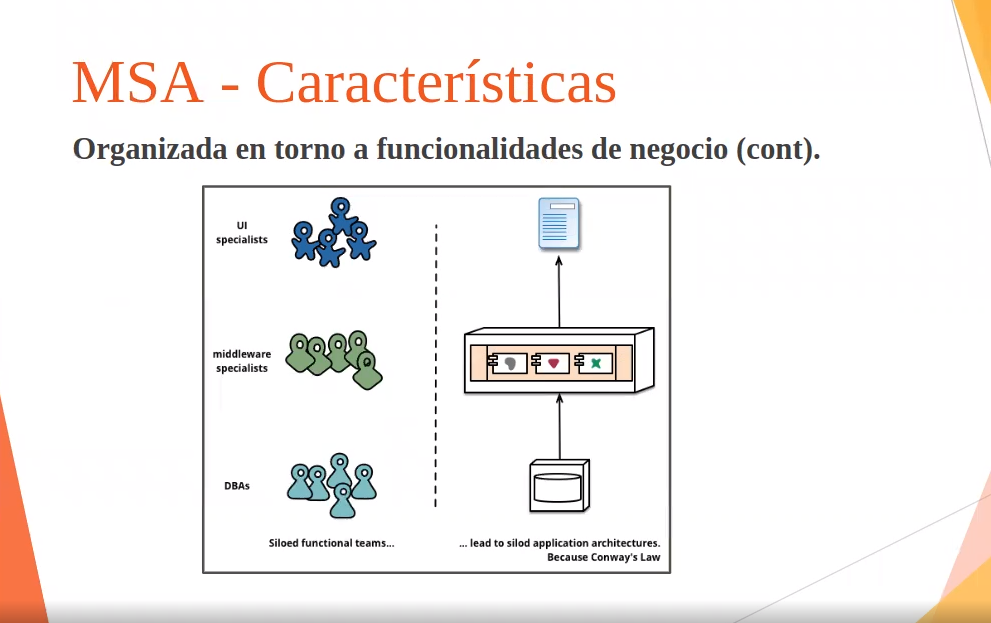 MSA - Características
Organizada en torno a funcionalidades de negocio (cont).
UI
specialists
middleware
specialists
DBAs
Siloed functional teams...
... lead to silod application architectures.
Because Conway's Law